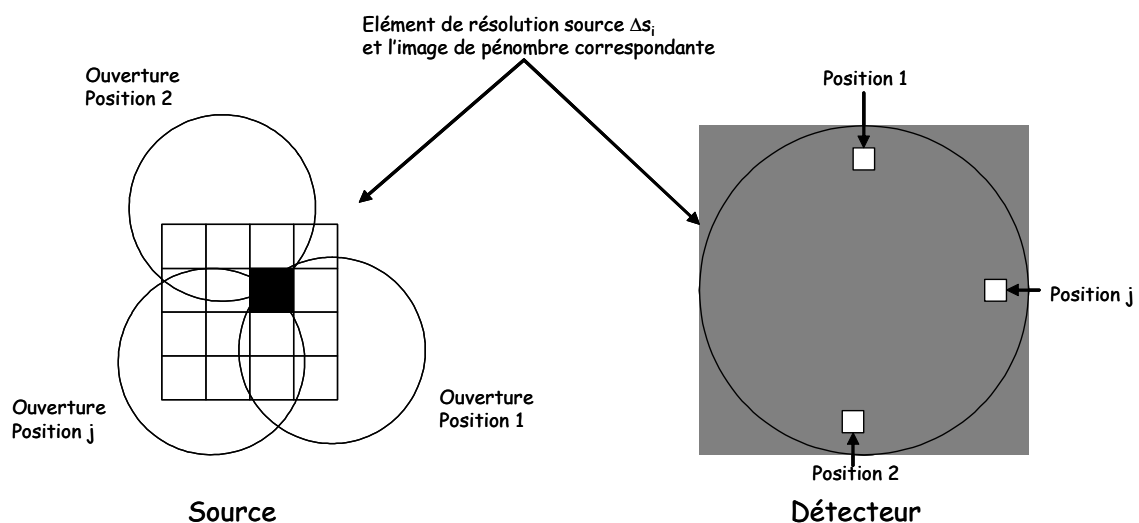 Elément de résolution source Δsᵢ
et l'image de pénombre correspondante
Ouverture
Position 2
Position 1
Position j
Ouverture
Position j
Ouverture
Position 1
Position 2
Source
Détecteur